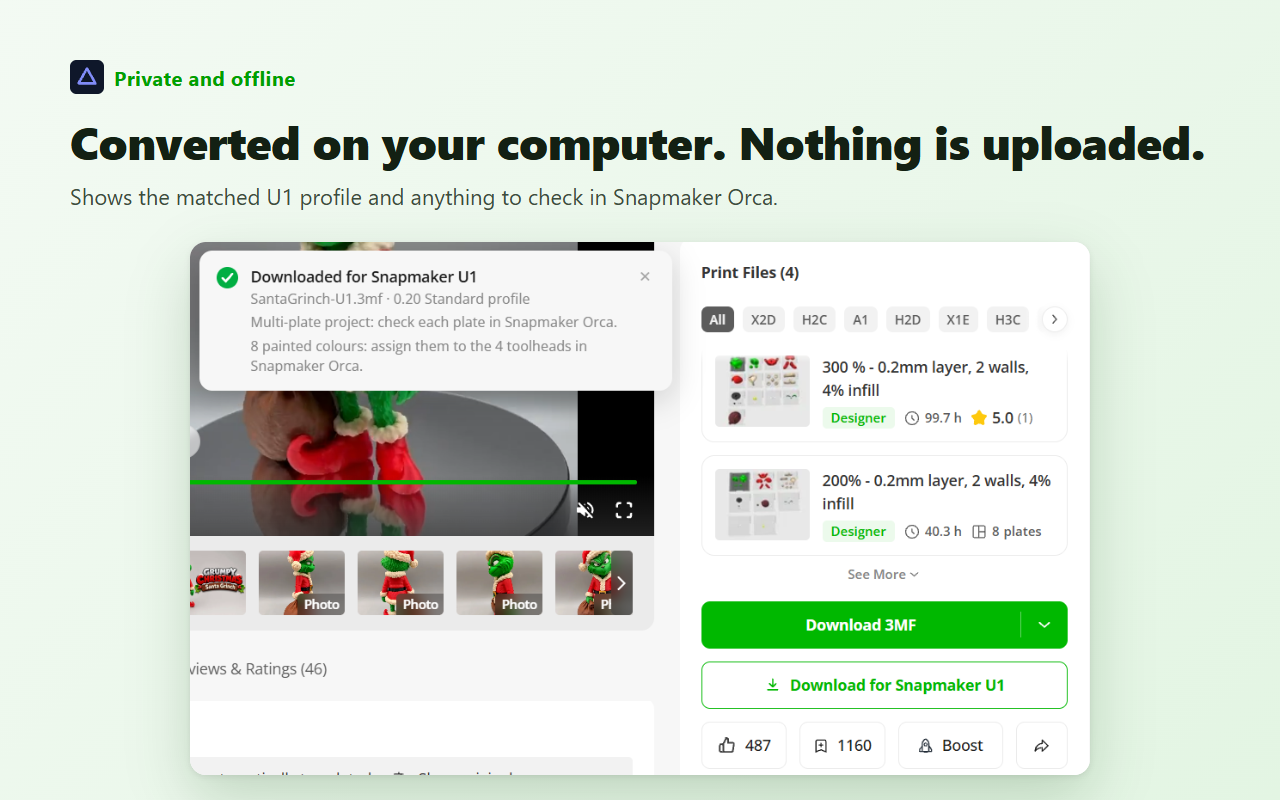 Private and offline
Converted on your computer. Nothing is uploaded.
Shows the matched U1 profile and anything to check in Snapmaker Orca.
Downloaded for Snapmaker U1
SantaGrinch-U1.3mf · 0.20 Standard profile
Multi-plate project: check each plate in Snapmaker Orca.
8 painted colours: assign them to the 4 toolheads in
Snapmaker Orca.
GRUMPY
CHRISTMAS
Santa Grinch
Photo
Photo
Photo
Pl
views & Ratings (46)
Print Files (4)
All X2D H2C A1 H2D X1E H3C
300 % - 0.2mm layer, 2 walls,
4% infill
Designer 99.7 h 5.0 (1)
200% - 0.2mm layer, 2 walls, 4%
infill
Designer 40.3 h 8 plates
See More
Download 3MF
Download for Snapmaker U1
487 1160 Boost